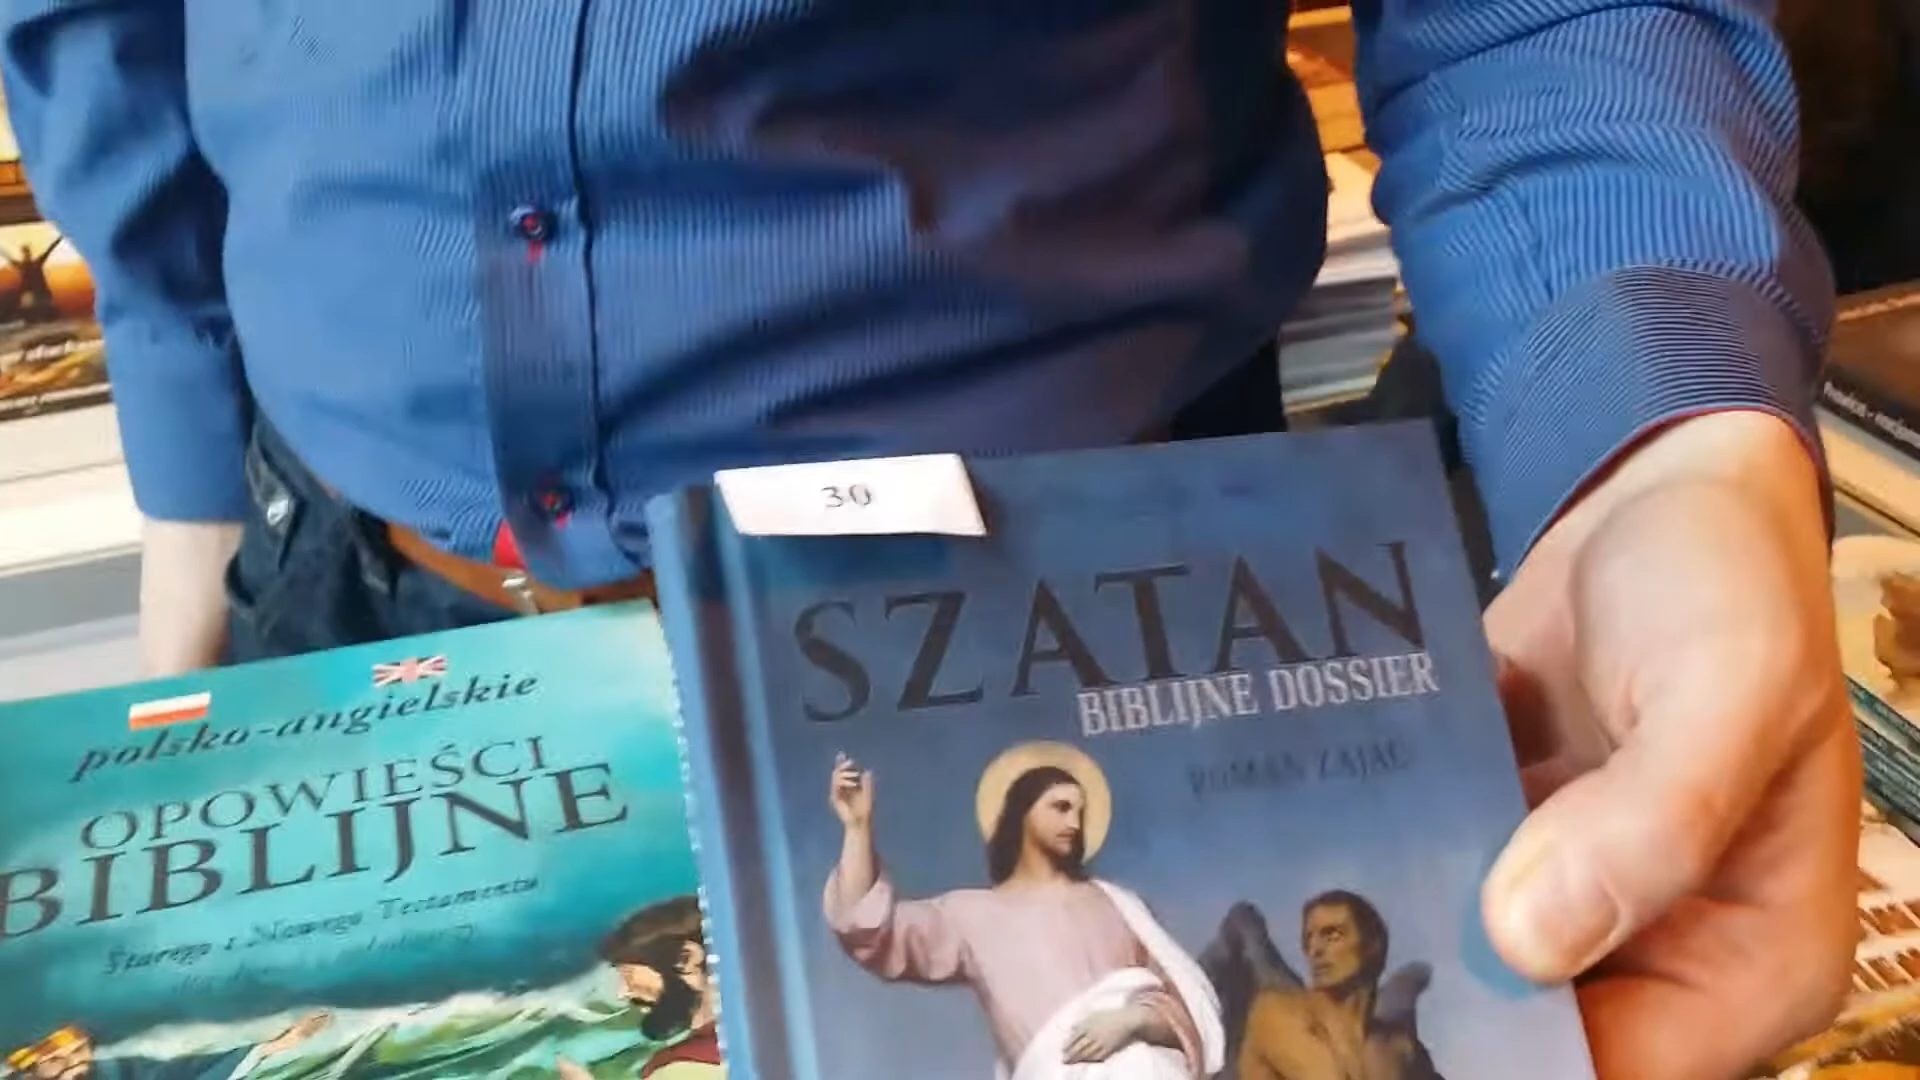 30
SZATAN
BIBLIJNE DOSSIER
ROMAN ZAJĄC
polsko-angielskie
OPOWIEŚCI
BIBLIJNE
Starego i Nowego Testamentu